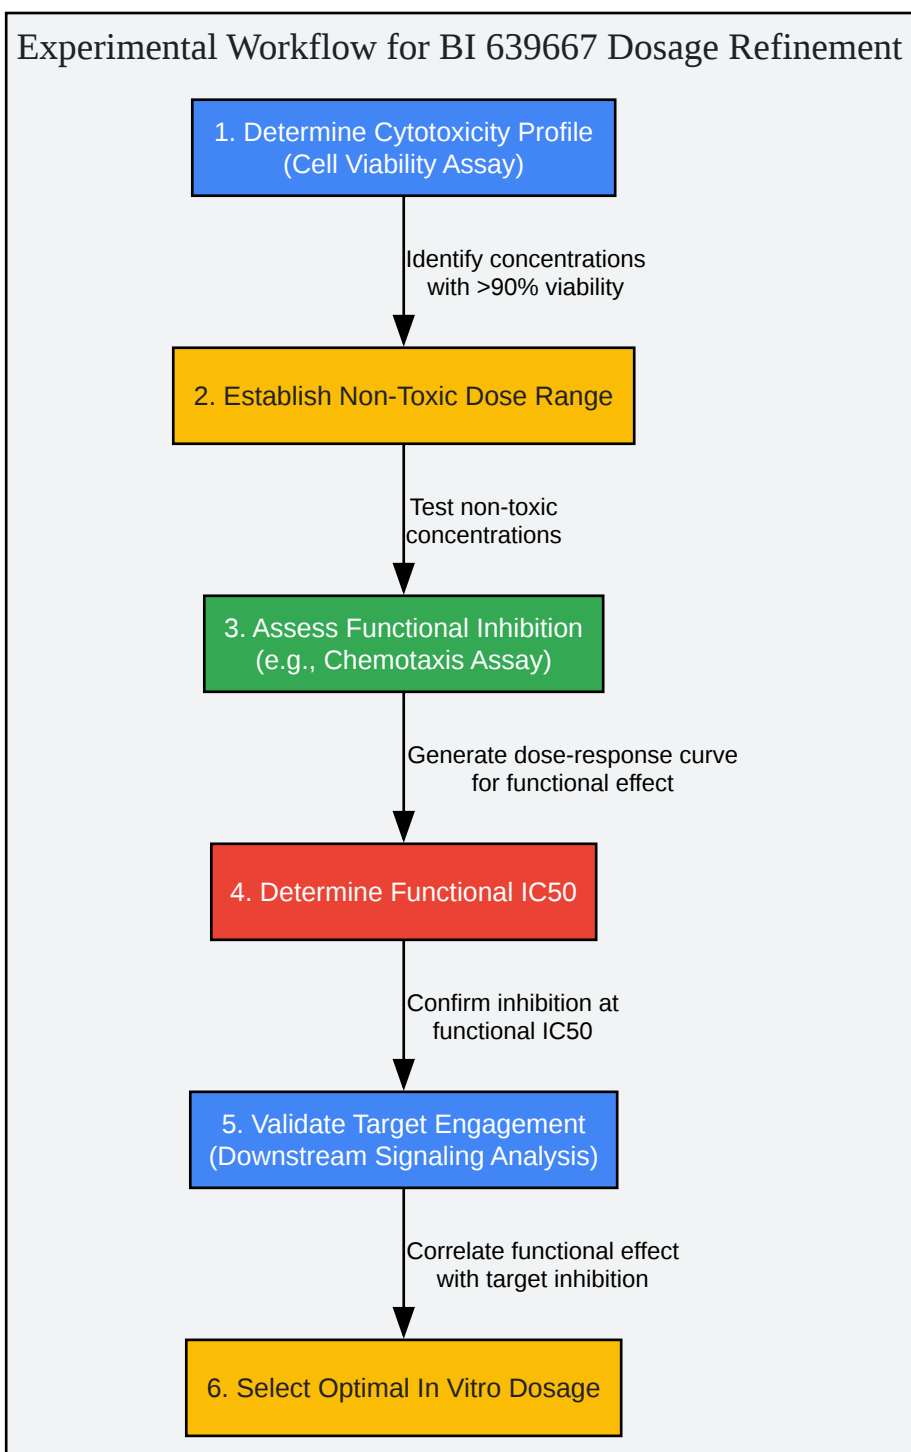 Experimental Workflow for BI 639667 Dosage Refinement
1. Determine Cytotoxicity Profile
(Cell Viability Assay)
Identify concentrations
with >90% viability
2. Establish Non-Toxic Dose Range
Test non-toxic
concentrations
3. Assess Functional Inhibition
(e.g., Chemotaxis Assay)
Generate dose-response curve
for functional effect
4. Determine Functional IC50
Confirm inhibition at
functional IC50
5. Validate Target Engagement
(Downstream Signaling Analysis)
Correlate functional effect
with target inhibition
6. Select Optimal In Vitro Dosage